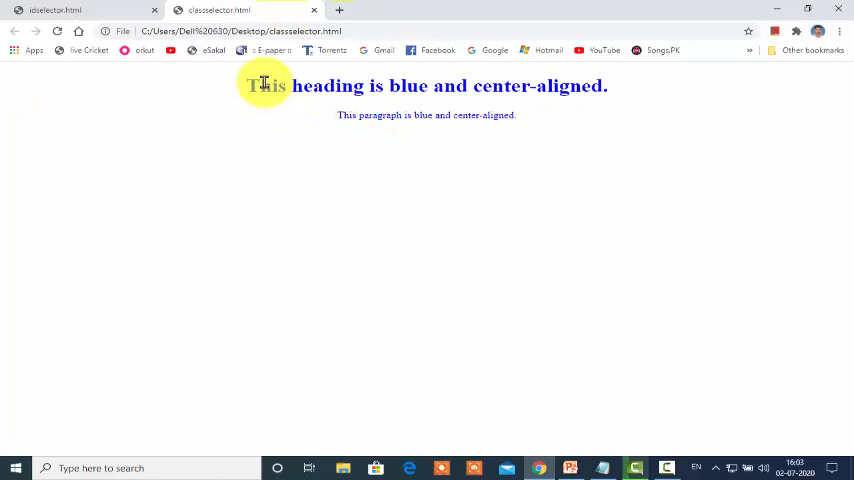 idselector.html
classselector.html
File C:/Users/Dell%20630/Desktop/classselector.html
Apps live Cricket orkut eSakal :: E-paper :: Torrentz Gmail Facebook Google Hotmail YouTube Songs.PK » Other bookmarks
This heading is blue and center-aligned.
This paragraph is blue and center-aligned.
Type here to search
EN
16:03
02-07-2020